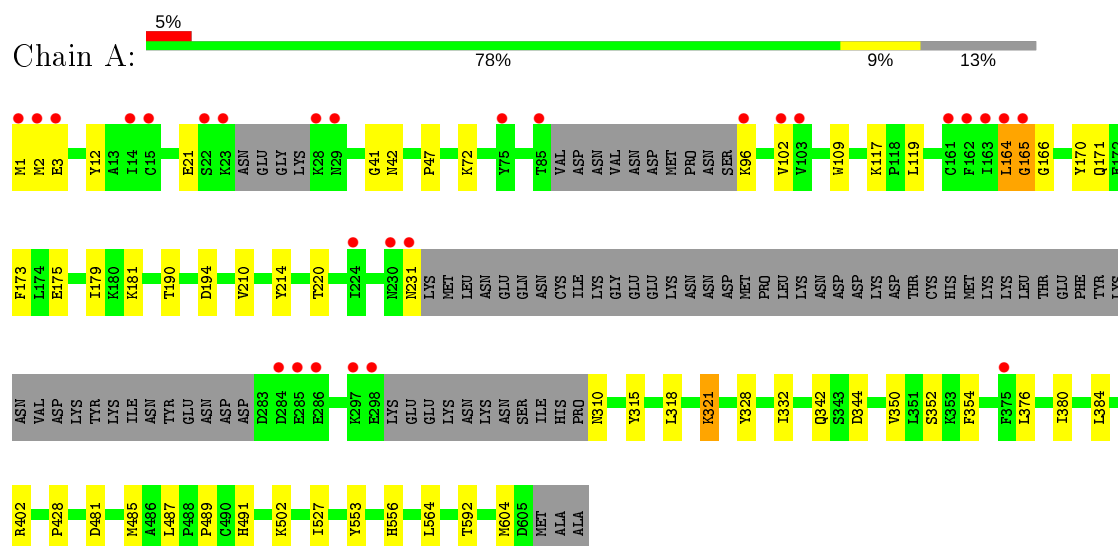 5%
Chain A:
78% 9% 13%
M1 M2 E3 Y12 A13 I14 C15 E21 S22 K23 ASN GLU GLY LYS K28 N29 G41 N42 P47 K72 Y75 T85 VAL ASP ASN VAL ASN ASP MET PRO ASN SER K96 V102 V103 W109 K117 P118 L119 C161 F162 I163 L164 G165 G166 Y170 Q171
F173 L174 E175 I179 K180 K181 T190 D194 V210 Y214 T220 I224 N230 N231 LYS MET LEU ASN GLU GLN ASN CYS ILE LYS GLY GLU GLU LYS ASN ASN ASP MET PRO LEU LYS ASN ASP ASP LYS ASP THR CYS HIS MET LYS LYS LEU THR GLU PHE TYR LYS
ASN VAL ASP LYS TYR LYS ILE ASN TYR GLU ASN ASP ASP D283 D284 E285 E286 K297 E298 LYS GLU GLU LYS ASN LYS ASN SER ILE HIS PRO N310 Y315 L318 K321 Y328 I332 Q342 S343 D344 V350 L351 S352 K353 F354 F375 L376 I380 L384
R402 P428 D481 M485 A486 L487 P488 P489 C490 H491 K502 I527 Y553 H556 L564 T592 M604 D605 MET ALA ALA